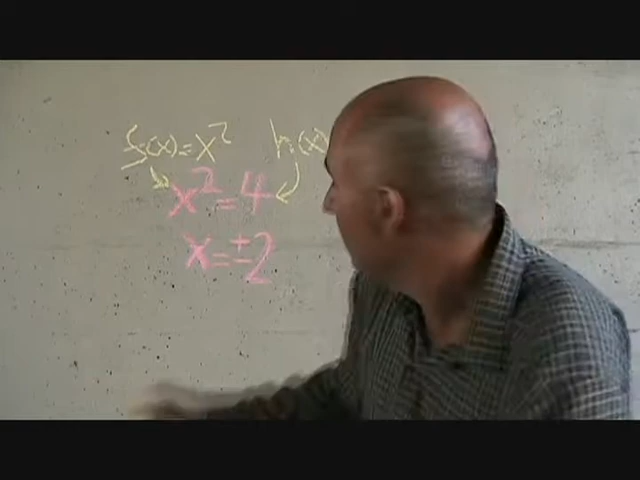 f(x)=x² h(x)
x²=4
x=±2